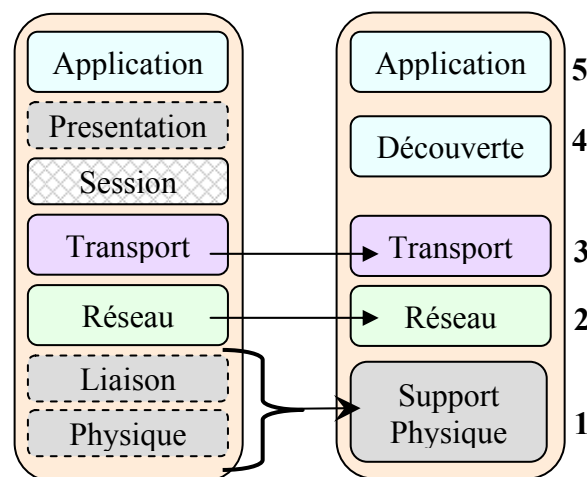 Application
Presentation
Session
Transport
Réseau
Liaison
Physique
Application 5
Découverte 4
Transport 3
Réseau 2
Support
Physique 1